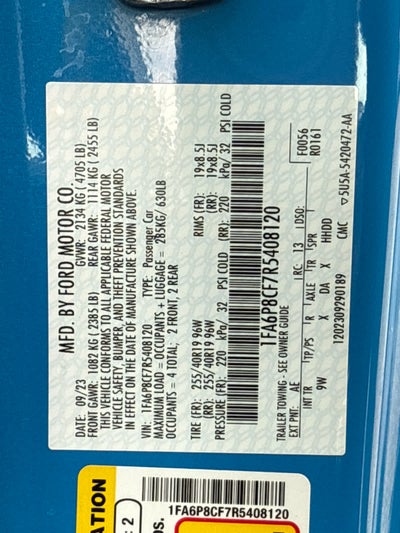 MFD. BY FORD MOTOR CO.
DATE: 09/23 GVWR: 2134 KG ( 4705 LB)
FRONT GAWR: 1082 KG ( 2385 LB) REAR GAWR: 1114 KG ( 2455 LB)
THIS VEHICLE CONFORMS TO ALL APPLICABLE FEDERAL MOTOR
VEHICLE SAFETY, BUMPER, AND THEFT PREVENTION STANDARDS
IN EFFECT ON THE DATE OF MANUFACTURE SHOWN ABOVE.
VIN: 1FA6P8CF7R5408120 TYPE: Passenger Car
MAXIMUM LOAD = OCCUPANTS + LUGGAGE = 285KG/ 630LB
OCCUPANTS = 4 TOTAL; 2 FRONT, 2 REAR
TIRE (FR): 255/40R19 96W RIMS (FR): 19x8.5J
(RR): 255/40R19 96W (RR): 19x8.5J
PRESSURE (FR): 220 kPa/ 32 PSI COLD (RR): 220 kPa/ 32 PSI COLD
1FA6P8CF7R5408120
TRAILER TOWING - SEE OWNER GUIDE
EXT PNT: AE RC: 13 DSO: F0056
R0161
INT TR TP/PS R AXLE TR SPR
9W X DA X HHDD
1202309290189 CMC ▽5U5A-5420472-AA
ATION
: 2
os.
1FA6P8CF7R5408120